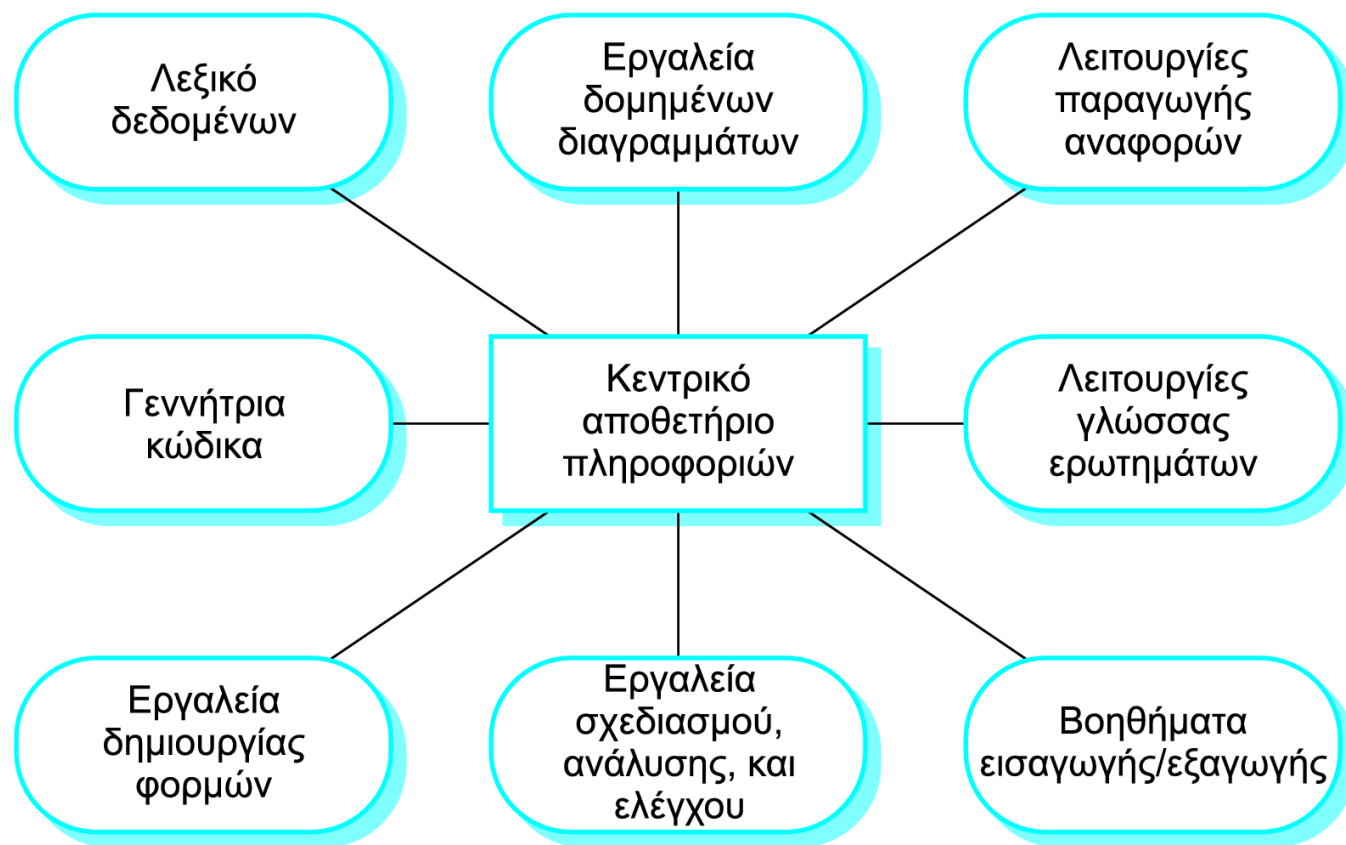 Λεξικό
δεδομένων
Εργαλεία
δομημένων
διαγραμμάτων
Λειτουργίες
παραγωγής
αναφορών
Γεννήτρια
κώδικα
Κεντρικό
αποθετήριο
πληροφοριών
Λειτουργίες
γλώσσας
ερωτημάτων
Εργαλεία
δημιουργίας
φορμών
Εργαλεία
σχεδιασμού,
ανάλυσης, και
ελέγχου
Βοηθήματα
εισαγωγής/εξαγωγής